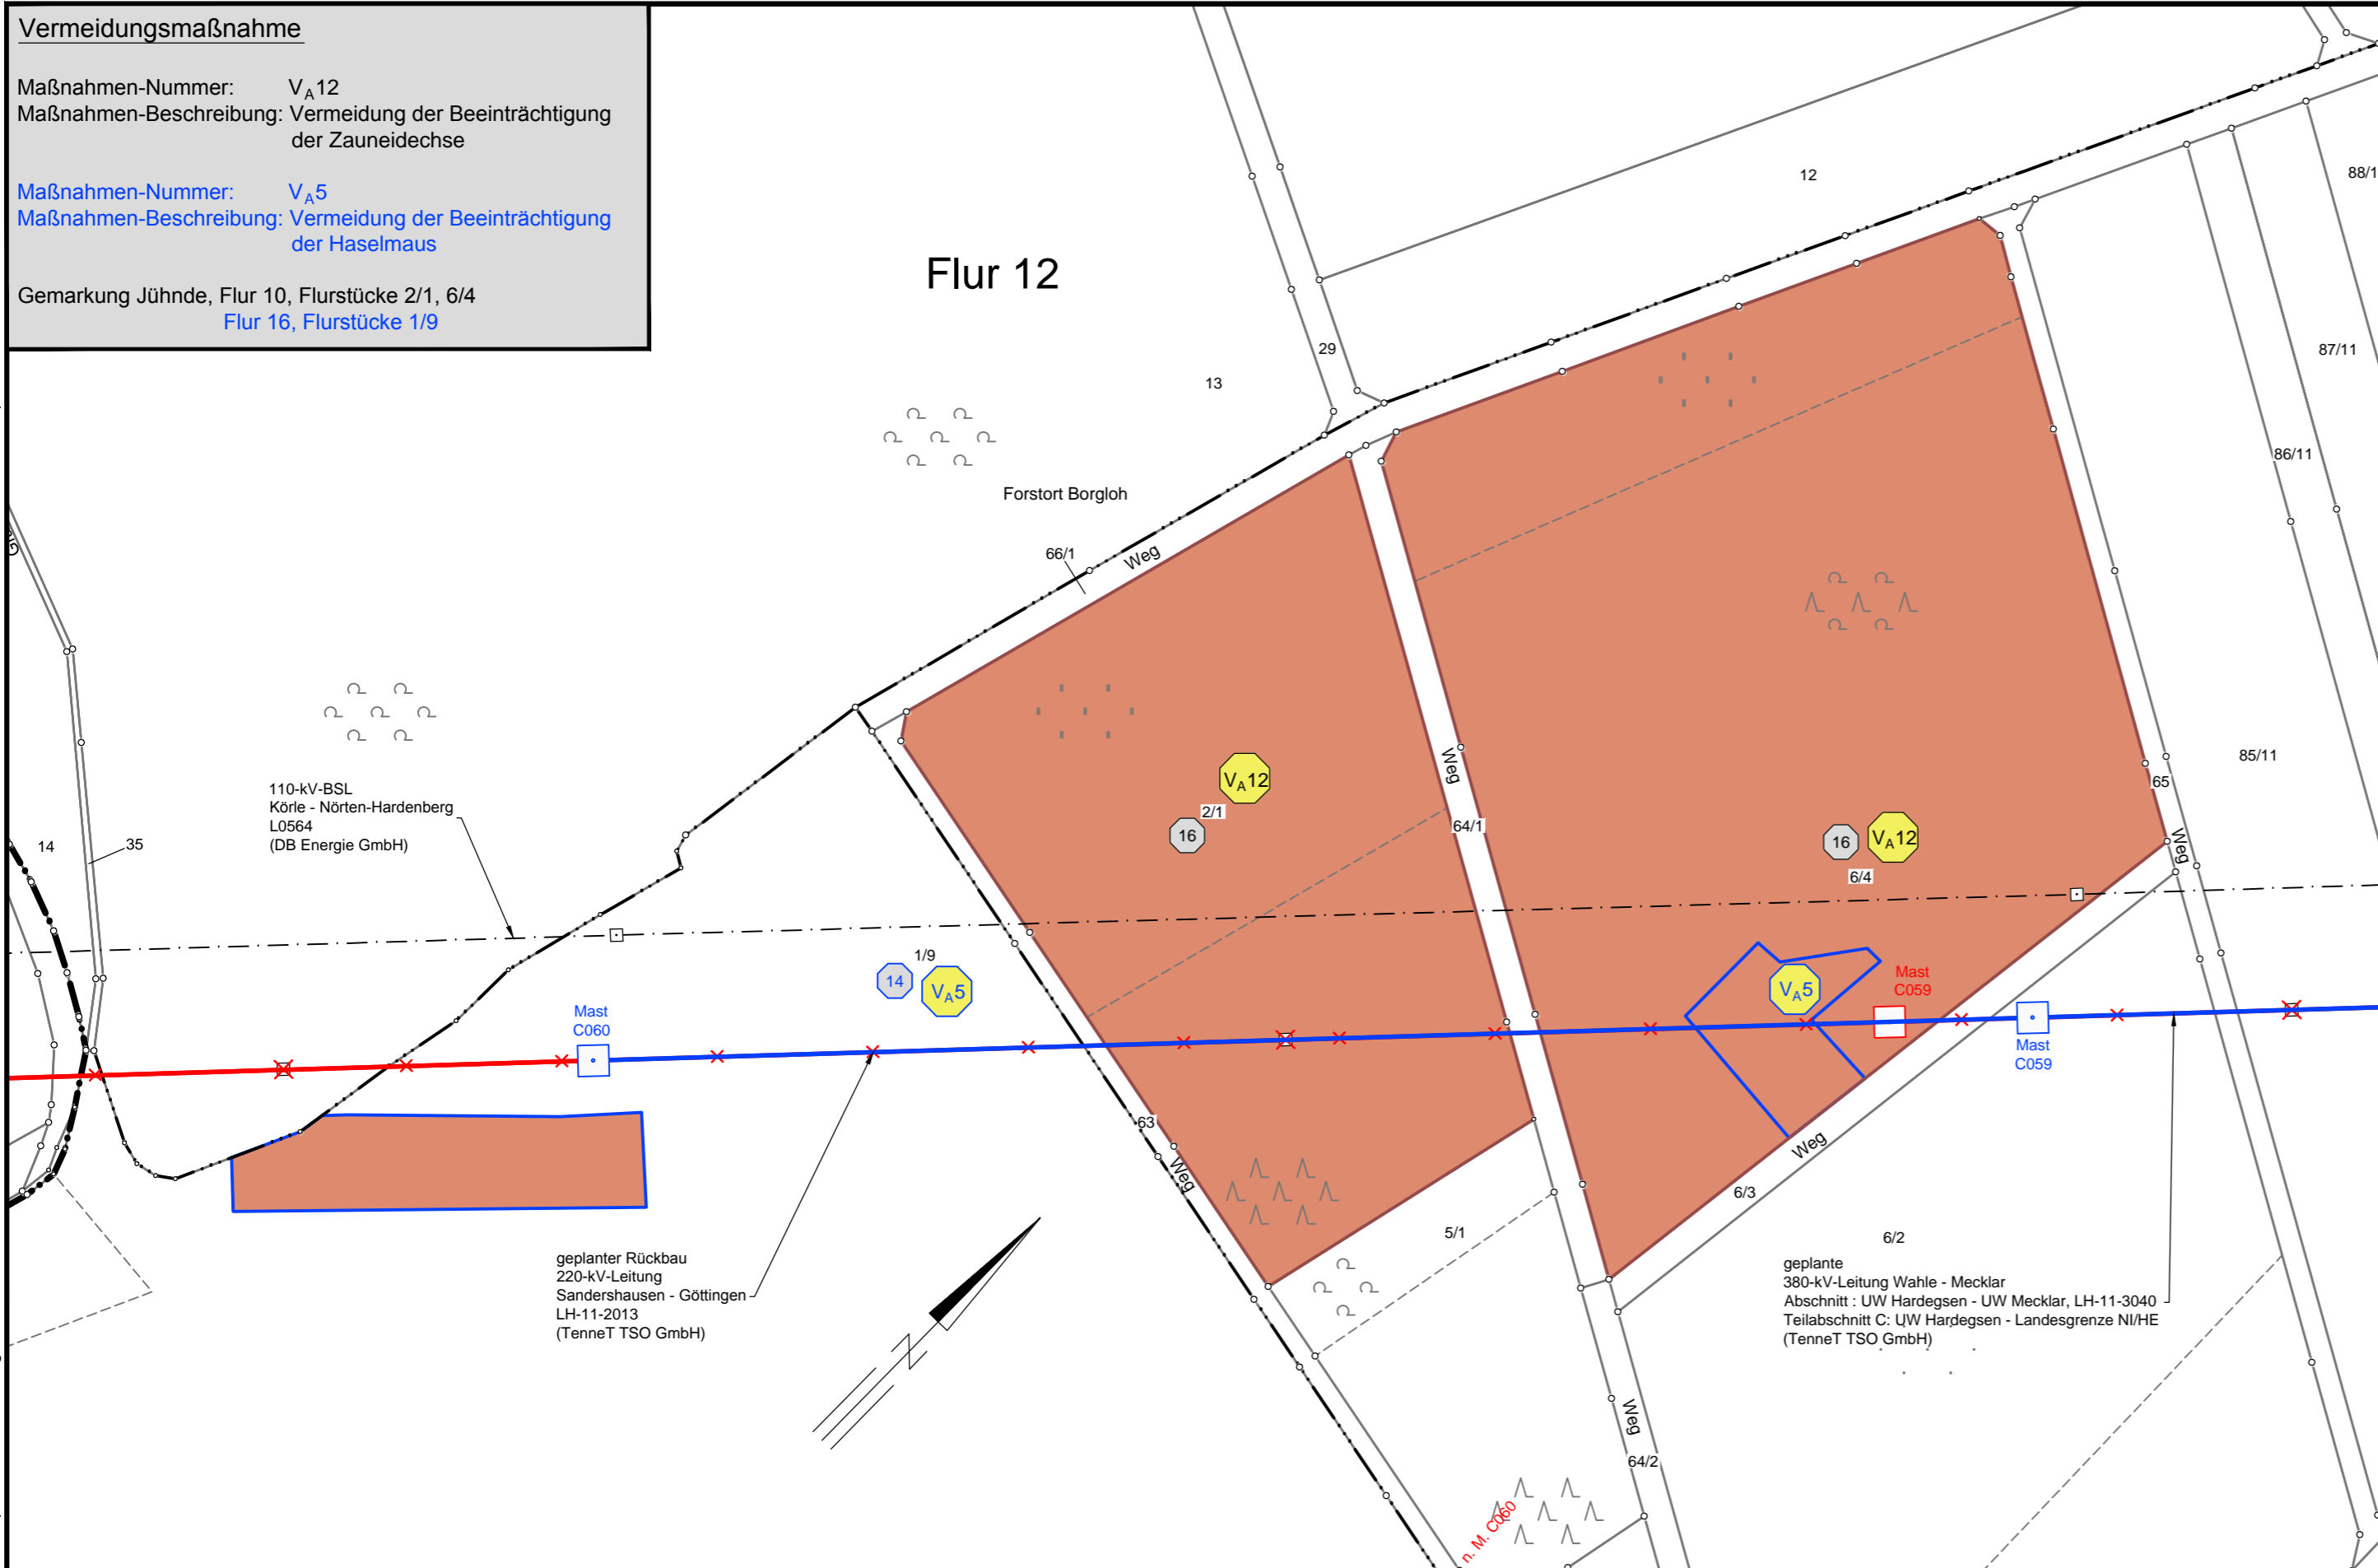 Vermeidungsmaßnahme
Maßnahmen-Nummer: VA12
Maßnahmen-Beschreibung: Vermeidung der Beeinträchtigung
der Zauneidechse
Maßnahmen-Nummer: VA5
Maßnahmen-Beschreibung: Vermeidung der Beeinträchtigung
der Haselmaus
Gemarkung Jühnde, Flur 10, Flurstücke 2/1, 6/4
Flur 16, Flurstücke 1/9
Flur 12
12
88/1
29
87/11
13
86/11
Forstort Borgloh
66/1
Weg
110-kV-BSL
Körle - Nörten-Hardenberg
L0564
(DB Energie GmbH)
14
35
VA12
2/1
16
Weg
64/1
16
VA12
6/4
85/11
65
Weg
1/9
14
VA5
Mast
C060
VA5
Mast
C059
Mast
C059
63
Weg
Weg
6/3
5/1
6/2
geplanter Rückbau
220-kV-Leitung
Sandershausen - Göttingen
LH-11-2013
(TenneT TSO GmbH)
N
geplante
380-kV-Leitung Wahle - Mecklar
Abschnitt : UW Hardegsen - UW Mecklar, LH-11-3040
Teilabschnitt C: UW Hardegsen - Landesgrenze NI/HE
(TenneT TSO GmbH)
Weg
64/2
n. M. C060